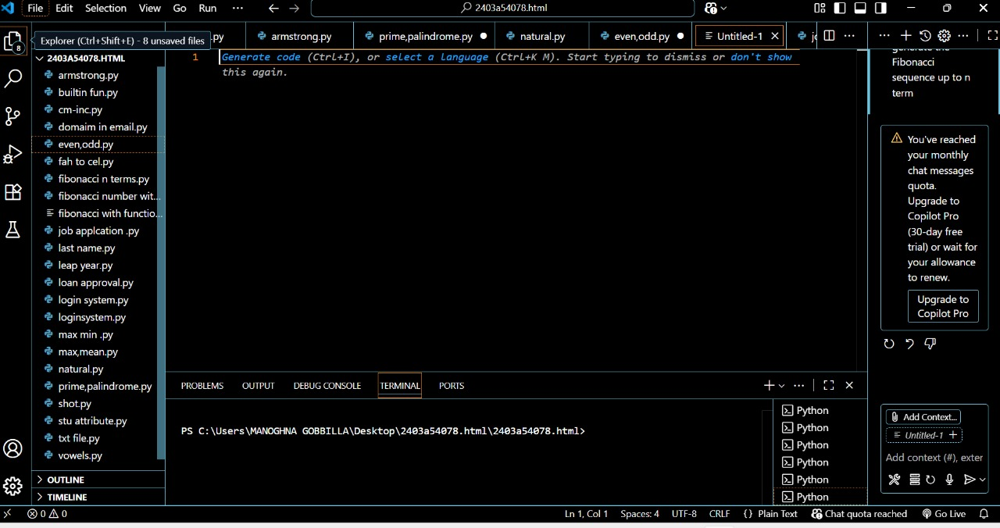 File Edit Selection View Go Run ··· 2403a54078.html
8
Explorer (Ctrl+Shift+E) - 8 unsaved files
.py
armstrong.py
prime,palindrome.py
natural.py
even,odd.py
Untitled-1
2403A54078.HTML
armstrong.py
builtin fun.py
cm-inc.py
domaim in email.py
even,odd.py
fah to cel.py
fibonacci n terms.py
fibonacci number wit...
fibonacci with functio...
job applcation .py
last name.py
leap year.py
loan approval.py
login system.py
loginsystem.py
max min .py
max,mean.py
natural.py
prime,palindrome.py
shot.py
stu attribute.py
txt file.py
vowels.py
OUTLINE
TIMELINE
1
Generate code (Ctrl+I), or select a language (Ctrl+K M). Start typing to dismiss or don't show
this again.
PROBLEMS OUTPUT DEBUG CONSOLE TERMINAL PORTS
PS C:\Users\MANOGHNA GOBBILLA\Desktop\2403a54078.html\2403a54078.html>
Python
Python
Python
Python
Python
Python
Fibonacci
sequence up to n
term
You've reached
your monthly
chat messages
quota.
Upgrade to
Copilot Pro
(30-day free
trial) or wait for
your allowance
to renew.
Upgrade to
Copilot Pro
Add Context...
Untitled-1
Add context (#), exter
0 0 Ln 1, Col 1 Spaces: 4 UTF-8 CRLF {} Plain Text Chat quota reached Go Live